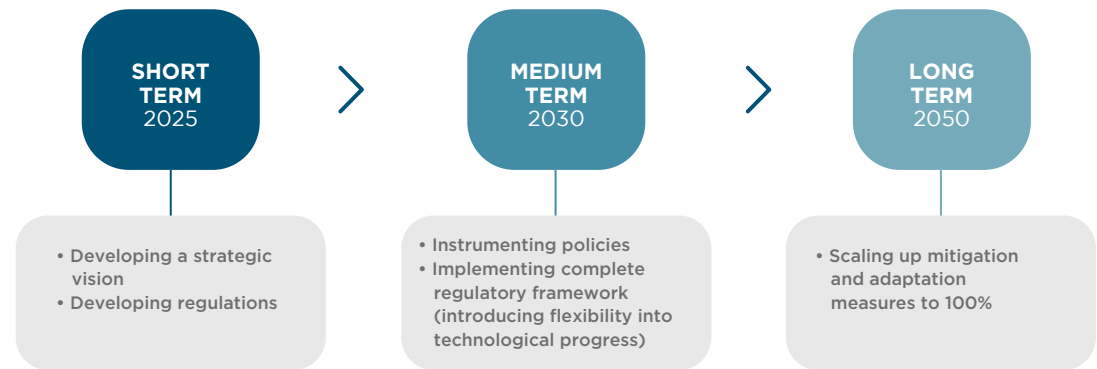 SHORT
TERM
2025
MEDIUM
TERM
2030
LONG
TERM
2050
• Developing a strategic
vision
• Developing regulations
• Instrumenting policies
• Implementing complete
regulatory framework
(introducing flexibility into
technological progress)
• Scaling up mitigation
and adaptation
measures to 100%